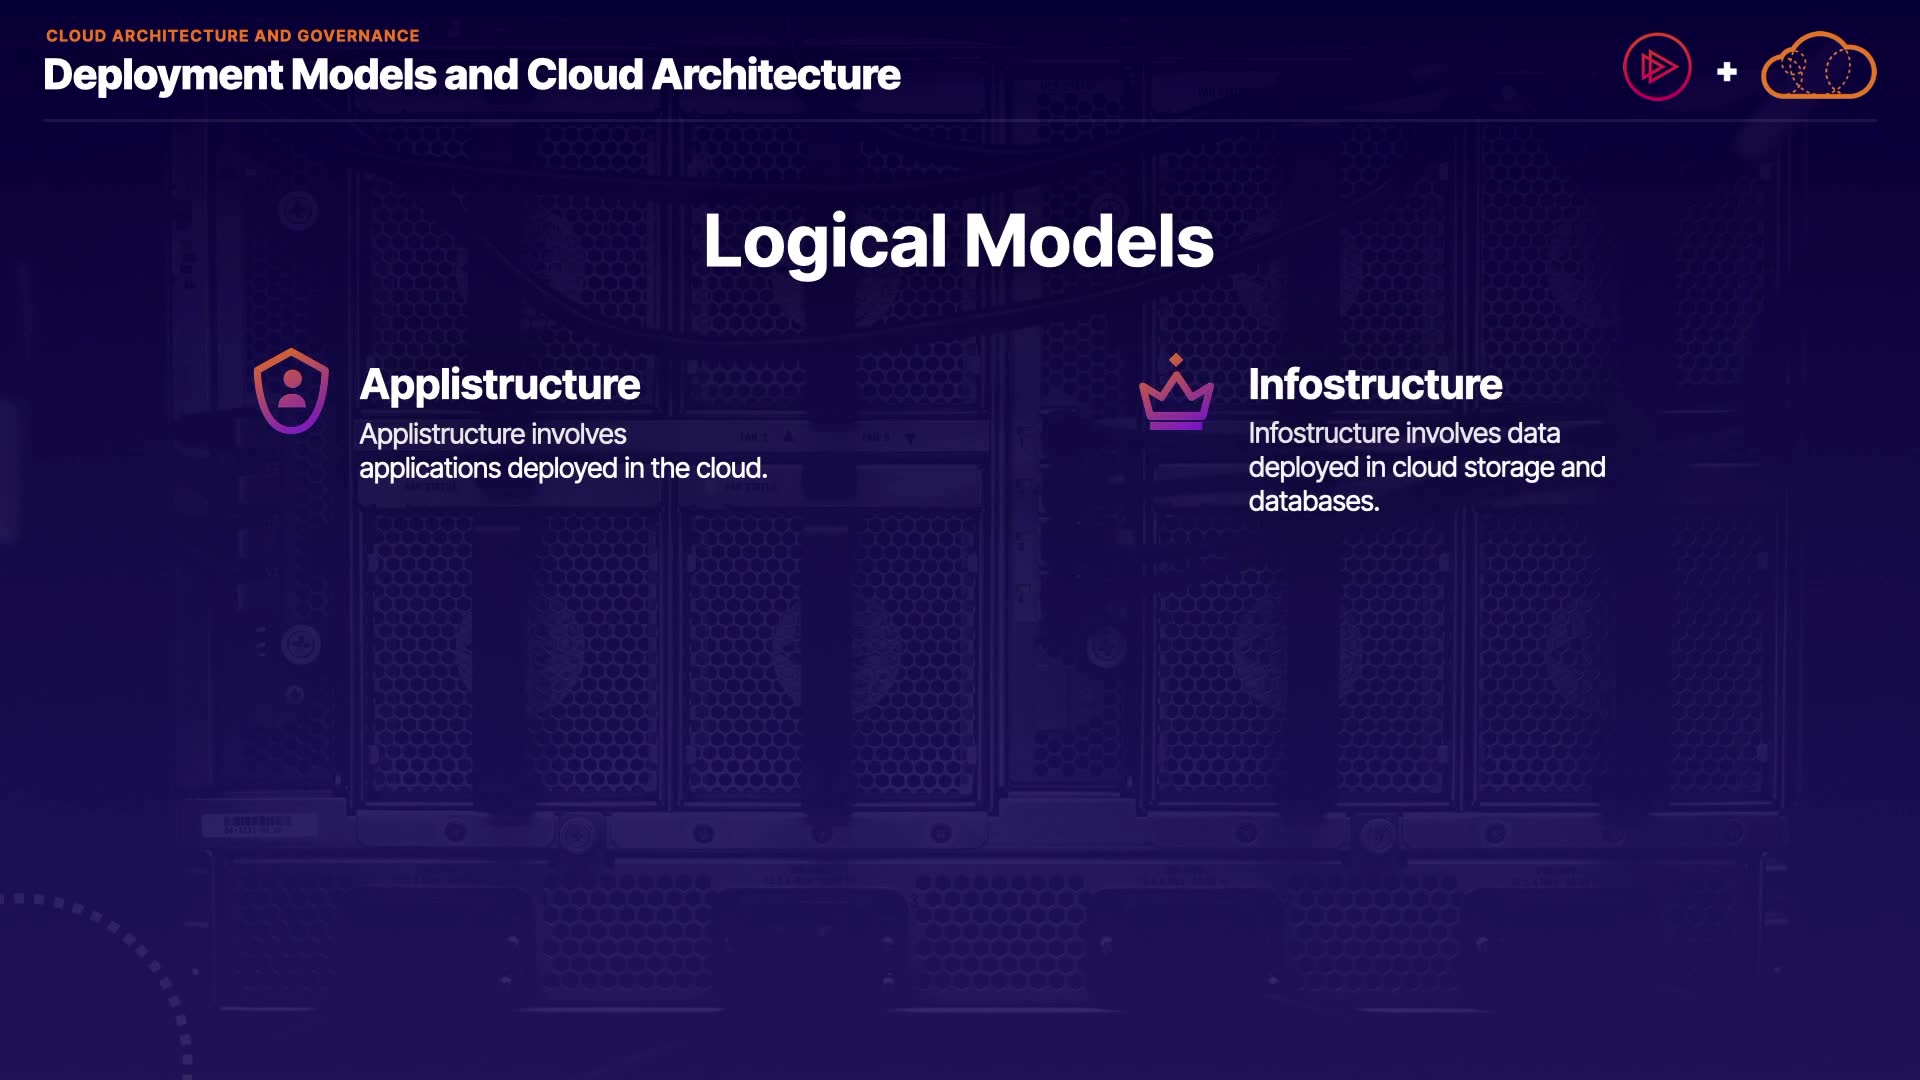 CLOUD ARCHITECTURE AND GOVERNANCE
Deployment Models and Cloud Architecture
Logical Models
Applistructure
Applistructure involves
applications deployed in the cloud.
Infostructure
Infostructure involves data
deployed in cloud storage and
databases.